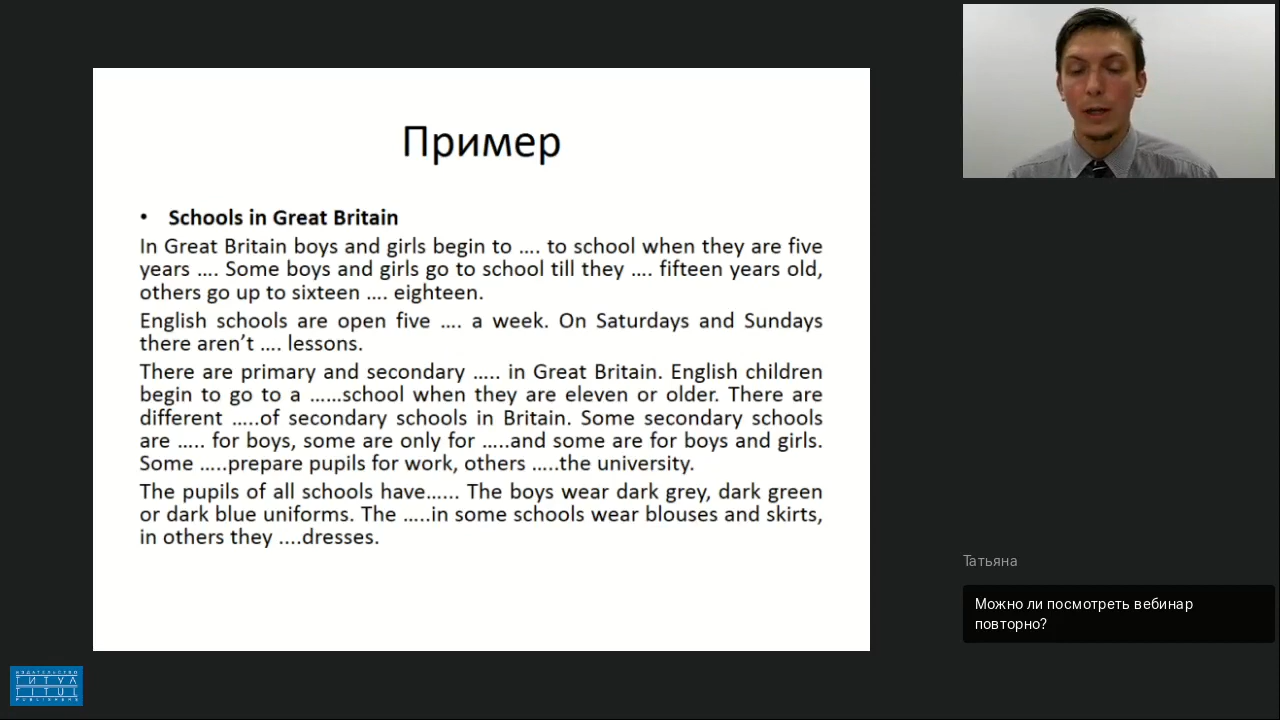 Пример
• Schools in Great Britain
In Great Britain boys and girls begin to .... to school when they are five
years .... Some boys and girls go to school till they .... fifteen years old,
others go up to sixteen .... eighteen.
English schools are open five .... a week. On Saturdays and Sundays
there aren’t .... lessons.
There are primary and secondary ..... in Great Britain. English children
begin to go to a ......school when they are eleven or older. There are
different .....of secondary schools in Britain. Some secondary schools
are ..... for boys, some are only for .....and some are for boys and girls.
Some .....prepare pupils for work, others .....the university.
The pupils of all schools have...... The boys wear dark grey, dark green
or dark blue uniforms. The .....in some schools wear blouses and skirts,
in others they ....dresses.
Татьяна
Можно ли посмотреть вебинар
повторно?
ИЗДАТЕЛЬСТВО
ТИТУЛ
TITUL
PUBLISHERS